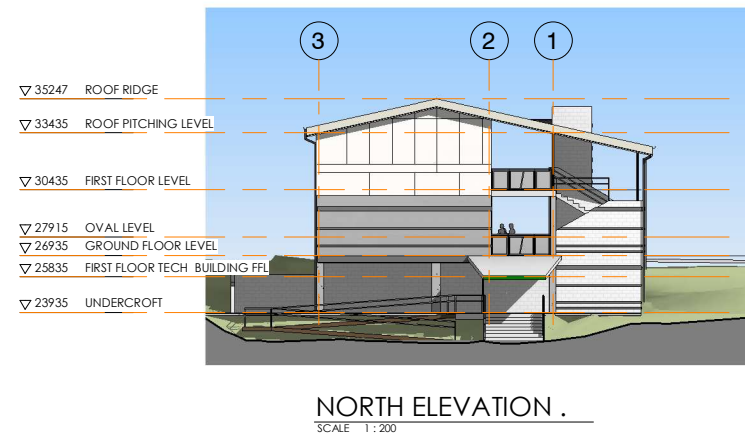 3 2 1
35247 ROOF RIDGE
33435 ROOF PITCHING LEVEL
30435 FIRST FLOOR LEVEL
27915 OVAL LEVEL
26935 GROUND FLOOR LEVEL
25835 FIRST FLOOR TECH BUILDING FFL
23935 UNDERCROFT
NORTH ELEVATION .
SCALE 1 : 200